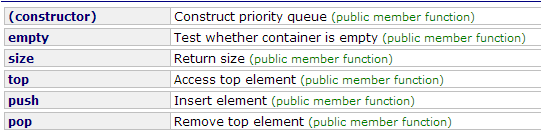 (constructor) Construct priority queue (public member function)
empty Test whether container is empty (public member function)
size Return size (public member function)
top Access top element (public member function)
push Insert element (public member function)
pop Remove top element (public member function)